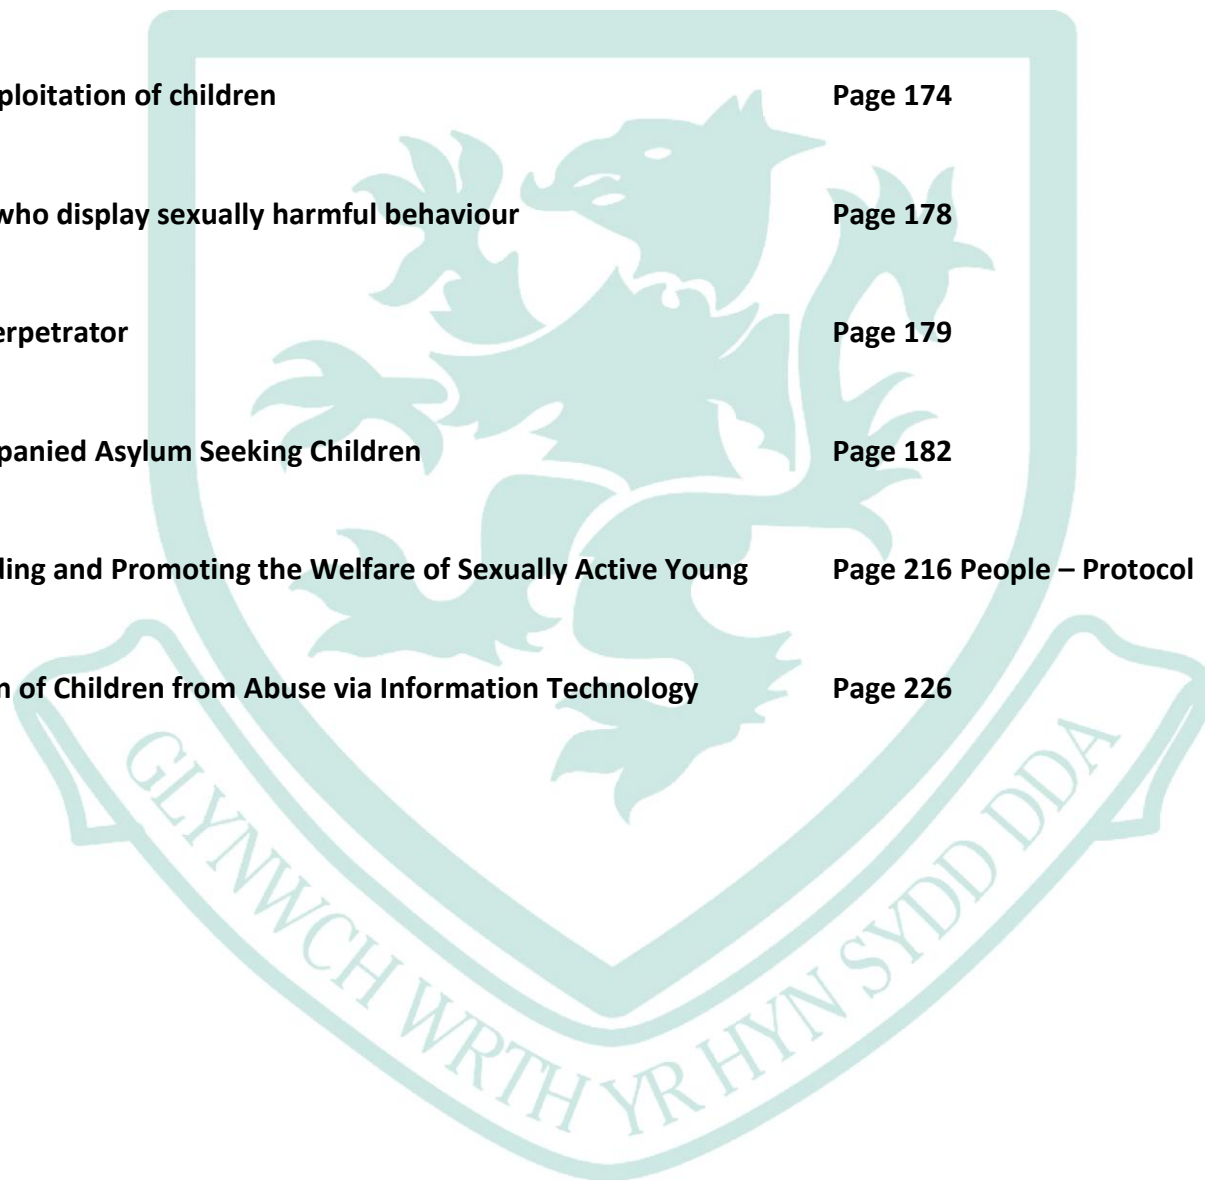 ploitation of children Page 174
who display sexually harmful behaviour Page 178
erpetrator Page 179
panied Asylum Seeking Children Page 182
ling and Promoting the Welfare of Sexually Active Young Page 216 People – Protocol
n of Children from Abuse via Information Technology Page 226
GLYNWCH WRTH YR HYN SYDD DDA